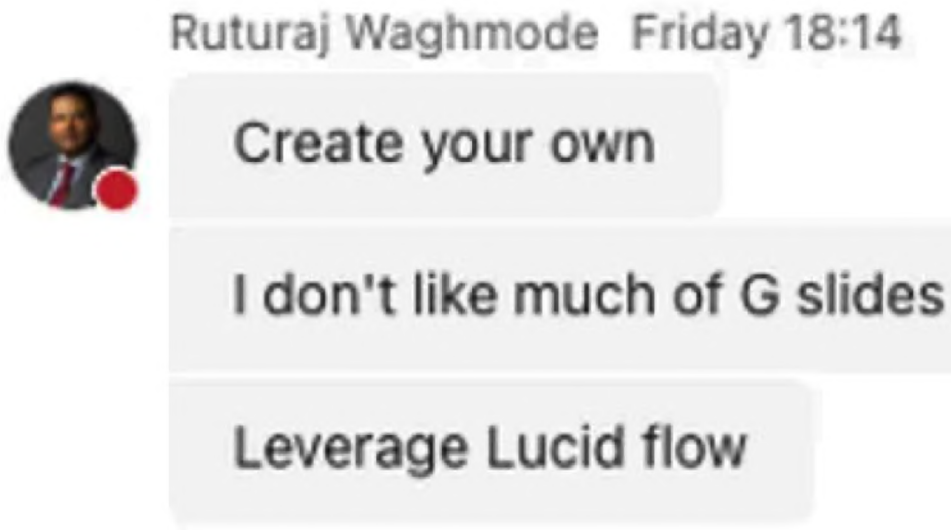 Ruturaj Waghmode Friday 18:14
Create your own
I don't like much of G slides
Leverage Lucid flow